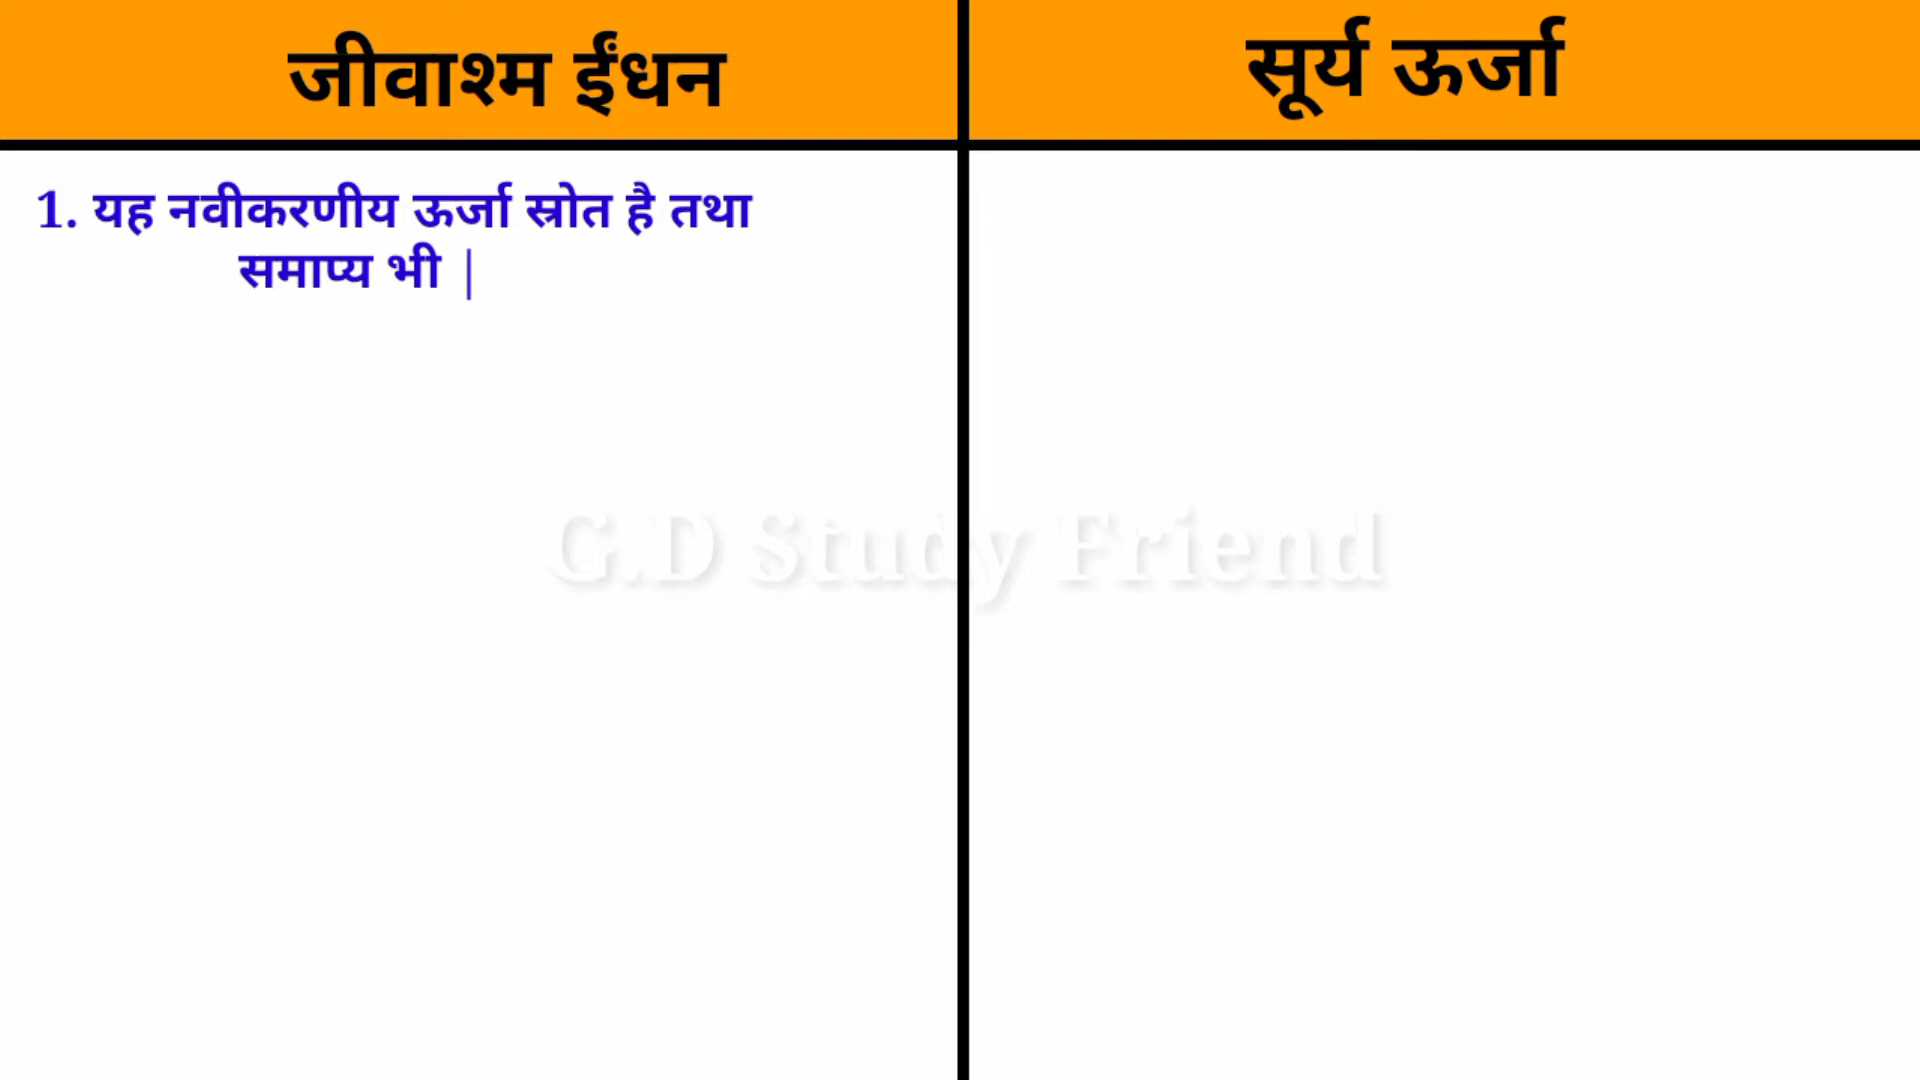 जीवाश्म ईंधन
सूर्य ऊर्जा
1. यह नवीकरणीय ऊर्जा स्रोत है तथा
समाप्य भी |
G.D Study Friend